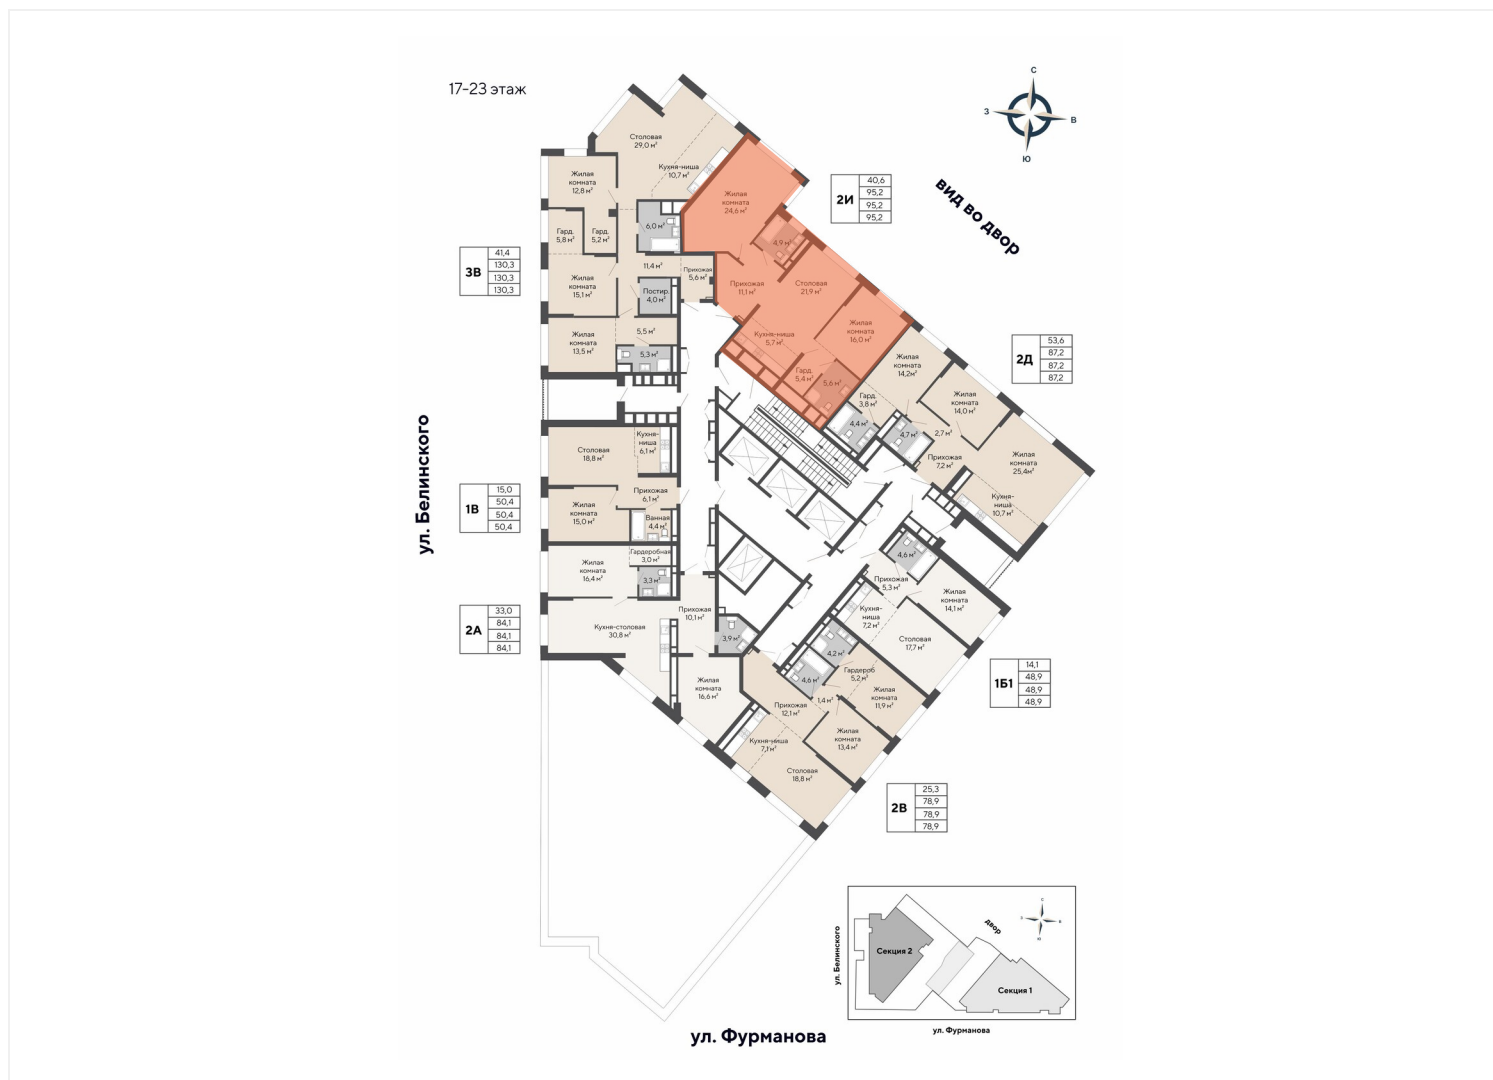 17-23 этаж
С
З
В
Ю
вид во двор
ул. Белинского
ул. Фурманова
3В
41,4
130,3
130,3
130,3
1В
15,0
50,4
50,4
50,4
2А
33,0
84,1
84,1
84,1
2И
40,6
95,2
95,2
95,2
2Д
53,6
87,2
87,2
87,2
1Б1
14,1
48,9
48,9
48,9
2В
25,3
78,9
78,9
78,9
Столовая
29,0 м²
Кухня-ниша
10,7 м²
Жилая
комната
12,8 м²
Гард.
5,8 м²
Гард.
5,2 м²
6,0 м²
11,4 м²
Прихожая
5,6 м²
Жилая
комната
15,1 м²
Постир.
4,0 м²
Жилая
комната
13,5 м²
5,5 м²
5,3 м²
Жилая
комната
24,6 м²
4,9 м²
Прихожая
11,1 м²
Столовая
21,9 м²
Кухня-ниша
5,7 м²
Жилая
комната
16,0 м²
Гард.
5,4 м²
5,6 м²
Жилая
комната
14,2м²
Гард.
3,8 м²
4,4 м²
4,7 м²
2,7 м²
Жилая
комната
14,0 м²
Прихожая
7,2 м²
Жилая
комната
25,4м²
Кухня-
ниша
10,7 м²
Столовая
18,8 м²
Кухня-
ниша
6,1 м²
Прихожая
6,1 м²
Жилая
комната
15,0 м²
Ванная
4,4 м²
Гардеробная
3,0 м²
Жилая
комната
16,4 м²
3,3 м²
Кухня-столовая
30,8 м²
Прихожая
10,1 м²
3,9 м²
Жилая
комната
16,6 м²
4,6 м²
Прихожая
5,3 м²
Жилая
комната
14,1 м²
Кухня-
ниша
7,2 м²
Столовая
17,7 м²
4,2 м²
4,6 м²
Гардероб
5,2 м²
1,4 м²
Жилая
комната
11,9 м²
Прихожая
12,1 м²
Жилая
комната
13,4 м²
Кухня-ниша
7,1 м²
Столовая
18,8 м²
ул. Белинского
Секция 2
двор
С
З
В
Ю
Секция 1
ул. Фурманова